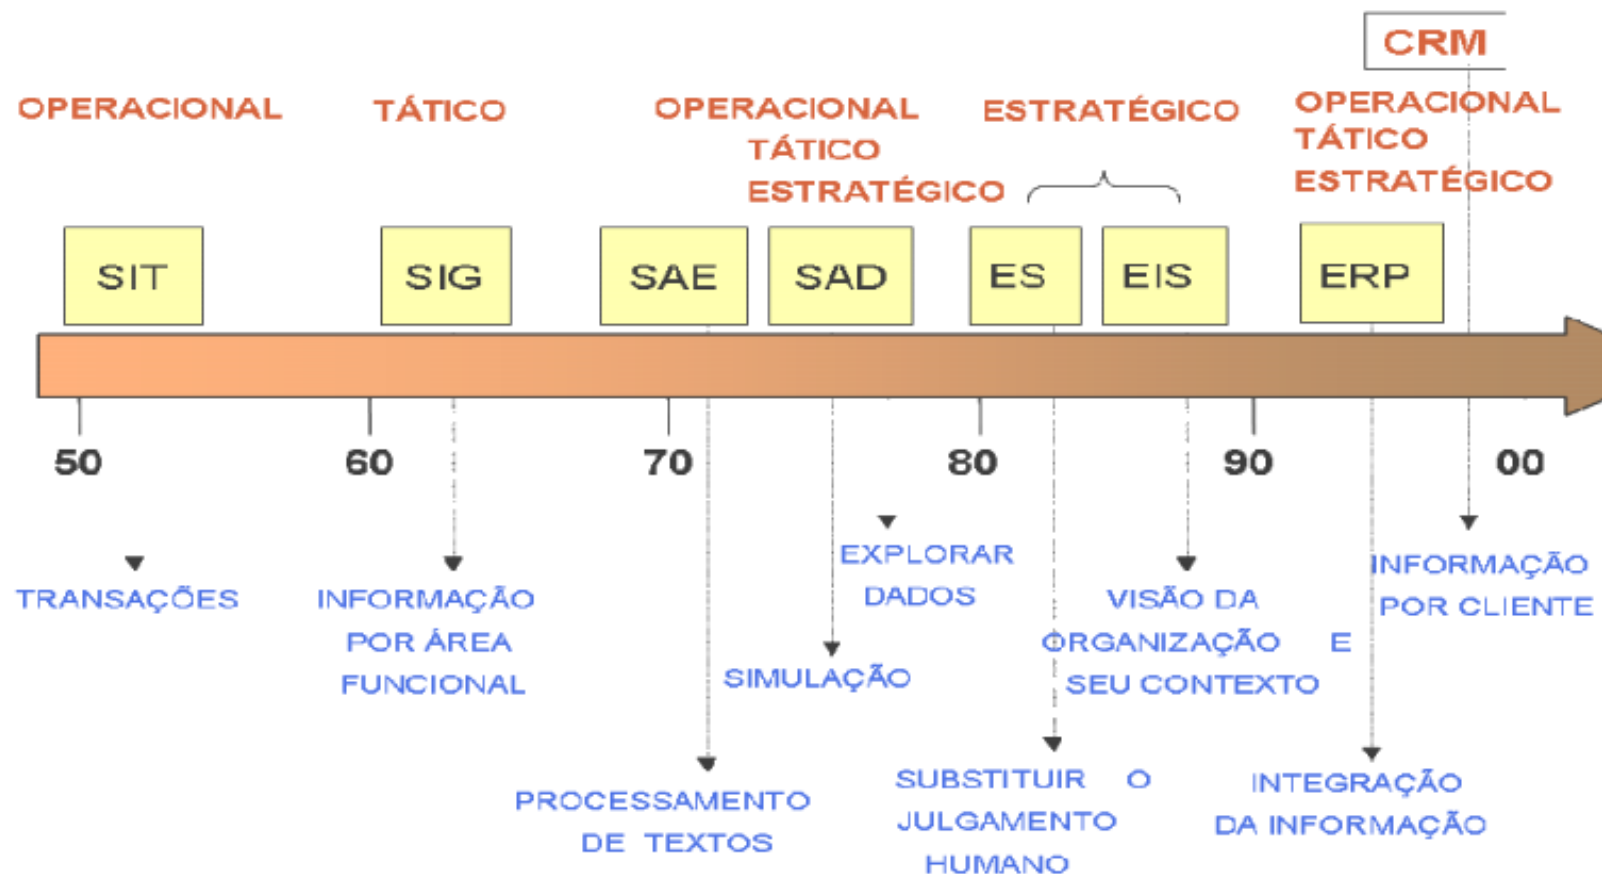 CRM
OPERACIONAL
TÁTICO
OPERACIONAL
TÁTICO
ESTRATÉGICO
ESTRATÉGICO
OPERACIONAL
TÁTICO
ESTRATÉGICO
SIT
SIG
SAE
SAD
ES
EIS
ERP
50
60
70
80
90
00
TRANSAÇÕES
INFORMAÇÃO
POR ÁREA
FUNCIONAL
PROCESSAMENTO
DE TEXTOS
SIMULAÇÃO
EXPLORAR
DADOS
SUBSTITUIR O
JULGAMENTO
HUMANO
VISÃO DA
ORGANIZAÇÃO E
SEU CONTEXTO
INTEGRAÇÃO
DA INFORMAÇÃO
INFORMAÇÃO
POR CLIENTE